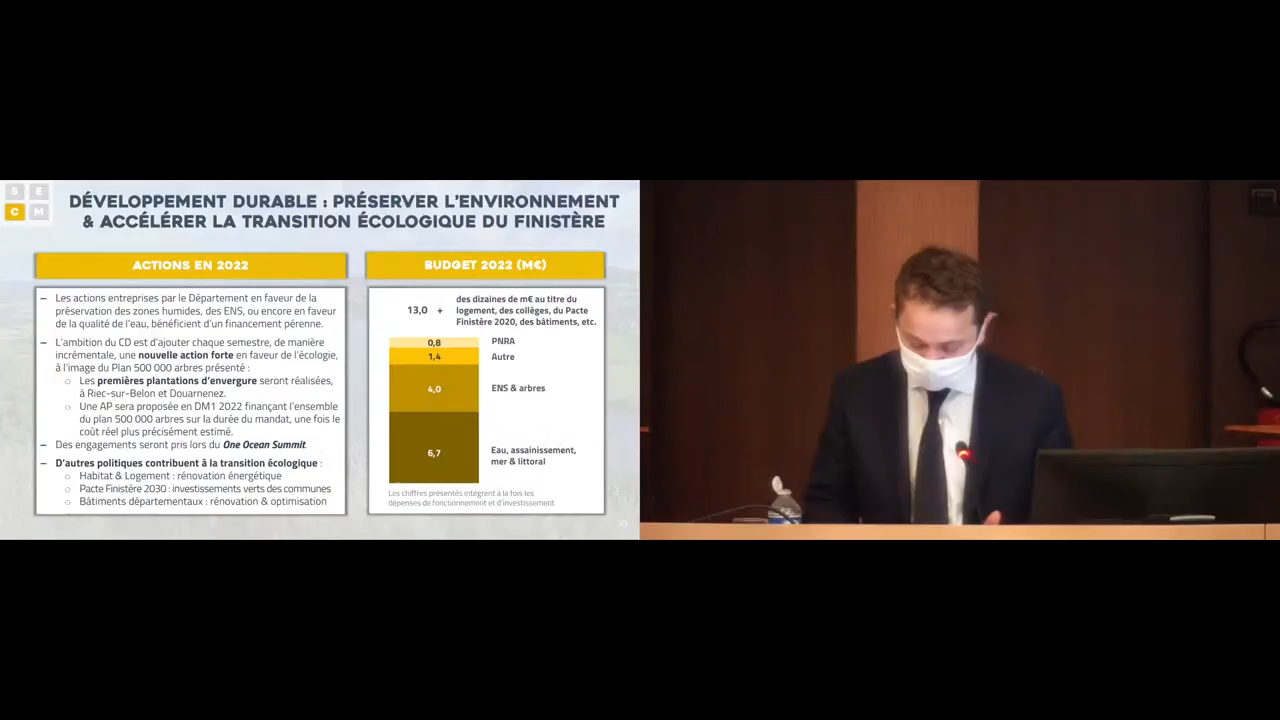 S E
C M
DÉVELOPPEMENT DURABLE : PRÉSERVER L'ENVIRONNEMENT
& ACCÉLÉRER LA TRANSITION ÉCOLOGIQUE DU FINISTÈRE
ACTIONS EN 2022
– Les actions entreprises par le Département en faveur de la
préservation des zones humides, des ENS, ou encore en faveur
de la qualité de l'eau, bénéficient d'un financement pérenne.
– L'ambition du CD est d'ajouter chaque semestre, de manière
incrémentale, une nouvelle action forte en faveur de l'écologie,
à l'image du Plan 500 000 arbres présenté :
o Les premières plantations d'envergure seront réalisées,
à Riec-sur-Belon et Douarnenez.
o Une AP sera proposée en DM1 2022 finançant l'ensemble
du plan 500 000 arbres sur la durée du mandat, une fois le
coût réel plus précisément estimé.
– Des engagements seront pris lors du One Ocean Summit.
– D'autres politiques contribuent à la transition écologique :
o Habitat & Logement : rénovation énergétique
o Pacte Finistère 2030 : investissements verts des communes
o Bâtiments départementaux : rénovation & optimisation
BUDGET 2022 (M€)
13,0 +
des dizaines de m€ au titre du
logement, des collèges, du Pacte
Finistère 2020, des bâtiments, etc.
0,8 PNRA
1,4 Autre
4,0 ENS & arbres
6,7 Eau, assainissement,
mer & littoral
Les chiffres présentés intègrent à la fois les
dépenses de fonctionnement et d'investissement